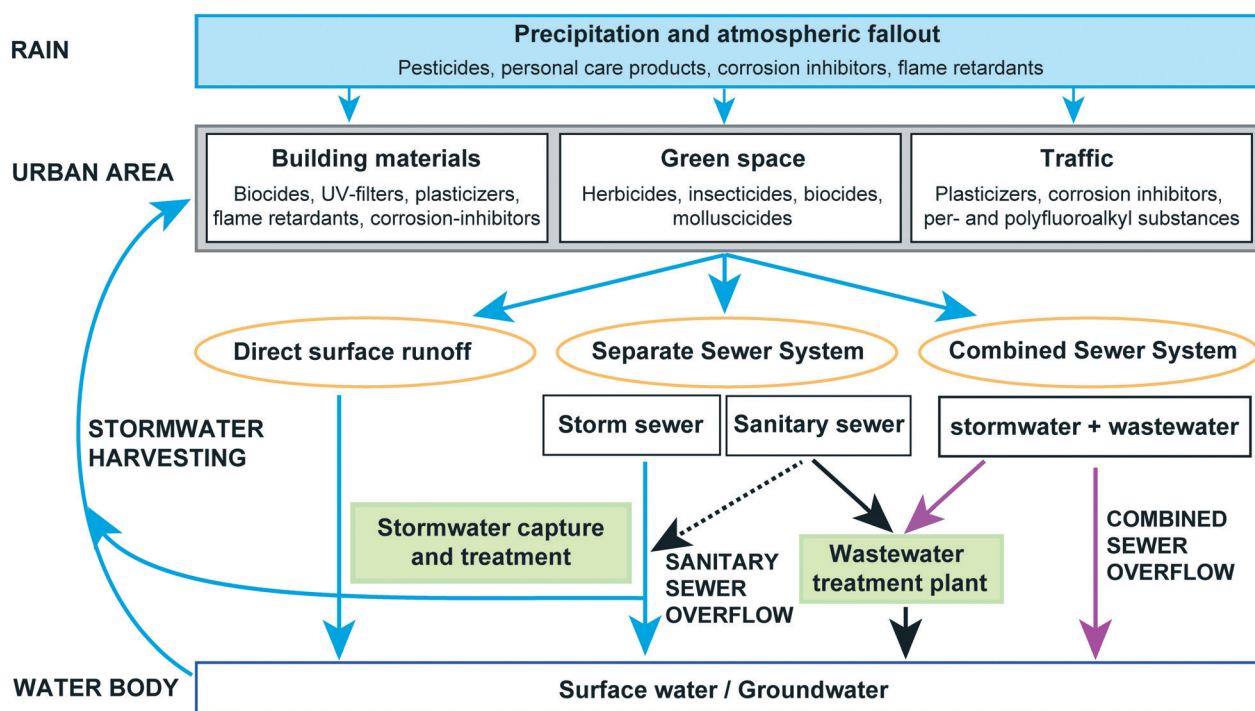 RAIN
Precipitation and atmospheric fallout
Pesticides, personal care products, corrosion inhibitors, flame retardants
URBAN AREA
Building materials
Biocides, UV-filters, plasticizers,
flame retardants, corrosion-inhibitors
Green space
Herbicides, insecticides, biocides,
molluscicides
Traffic
Plasticizers, corrosion inhibitors,
per- and polyfluoroalkyl substances
Direct surface runoff
Separate Sewer System
Combined Sewer System
Storm sewer
Sanitary sewer
stormwater + wastewater
STORMWATER
HARVESTING
Stormwater capture
and treatment
SANITARY
SEWER
OVERFLOW
Wastewater
treatment plant
COMBINED
SEWER
OVERFLOW
WATER BODY
Surface water / Groundwater